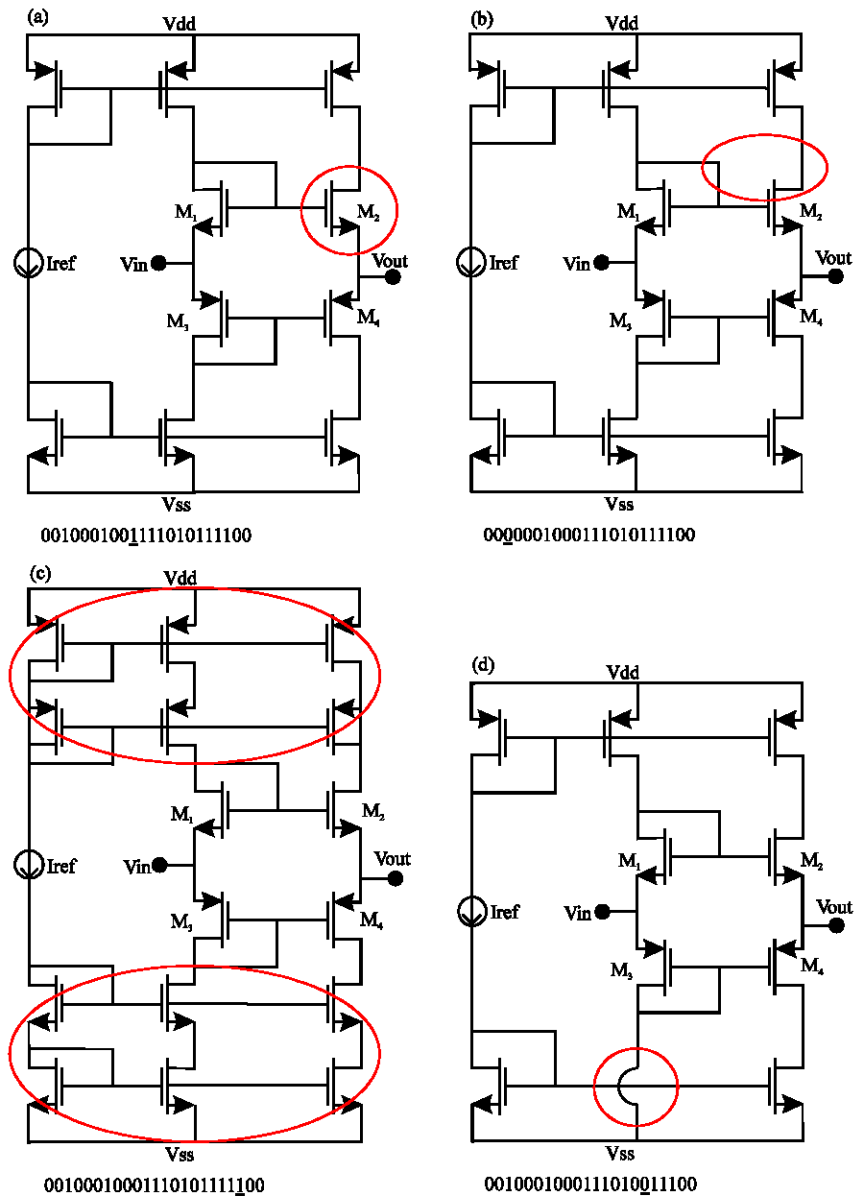 (a)
Vdd
M₁
M₂
Iref
Vin
Vout
M₃
M₄
Vss
0010001001111010111100
(b)
Vdd
M₁
M₂
Iref
Vin
Vout
M₃
M₄
Vss
0000001000111010111100
(c)
Vdd
M₁
M₂
Iref
Vin
Vout
M₃
M₄
Vss
00100010001110101111100
(d)
Vdd
M₁
M₂
Iref
Vin
Vout
M₃
M₄
Vss
0010001000111010011100